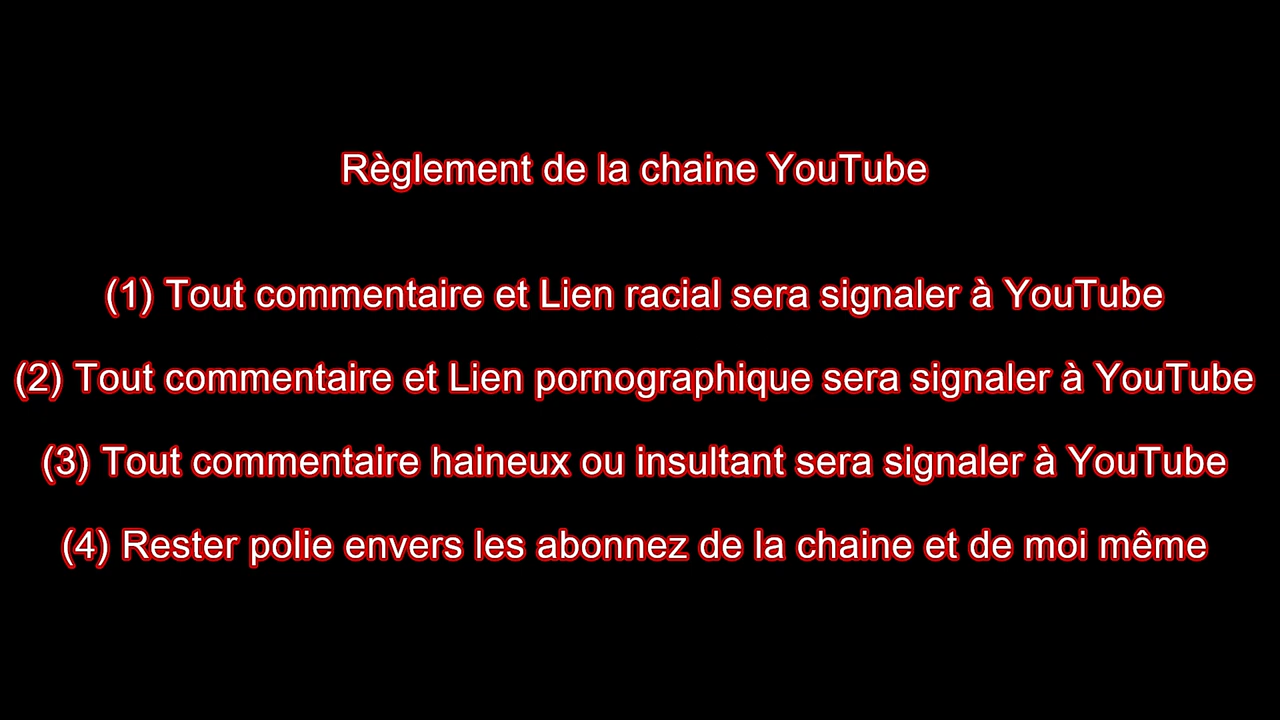 Règlement de la chaine YouTube
(1) Tout commentaire et Lien racial sera signaler à YouTube
(2) Tout commentaire et Lien pornographique sera signaler à YouTube
(3) Tout commentaire haineux ou insultant sera signaler à YouTube
(4) Rester polie envers les abonnez de la chaine et de moi même